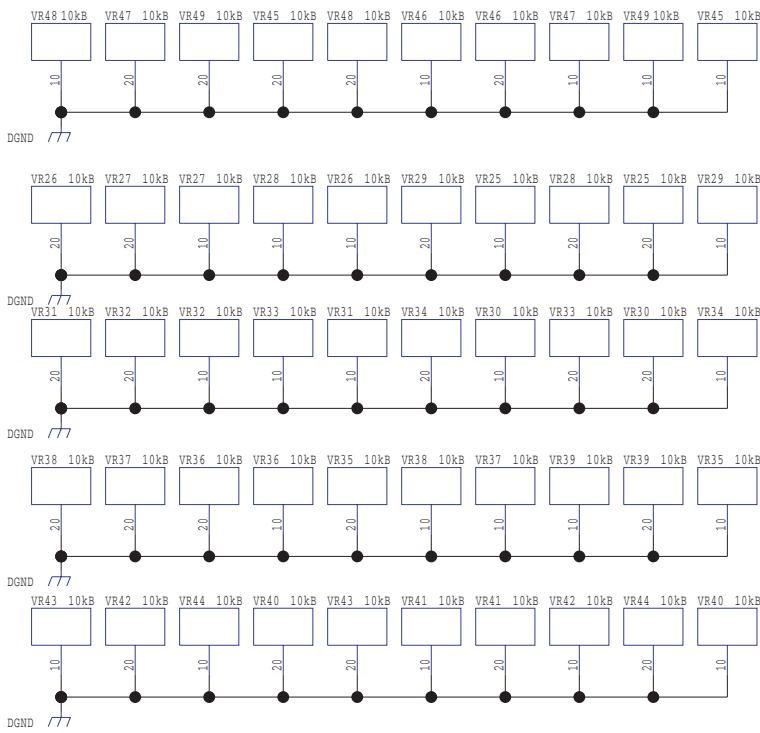 VR48 10kB VR47 10kB VR49 10kB VR45 10kB VR48 10kB VR46 10kB VR46 10kB VR47 10kB VR49 10kB VR45 10kB
10 20 20 20 20 10 20 10 10 10
DGND
VR26 10kB VR27 10kB VR27 10kB VR28 10kB VR26 10kB VR29 10kB VR25 10kB VR28 10kB VR25 10kB VR29 10kB
20 20 10 10 10 20 10 20 20 10
DGND
VR31 10kB VR32 10kB VR32 10kB VR33 10kB VR31 10kB VR34 10kB VR30 10kB VR33 10kB VR30 10kB VR34 10kB
20 20 10 10 10 20 10 20 20 10
DGND
VR38 10kB VR37 10kB VR36 10kB VR36 10kB VR35 10kB VR38 10kB VR37 10kB VR39 10kB VR39 10kB VR35 10kB
20 20 20 10 20 10 10 10 20 10
DGND
VR43 10kB VR42 10kB VR44 10kB VR40 10kB VR43 10kB VR41 10kB VR41 10kB VR42 10kB VR44 10kB VR40 10kB
10 20 10 20 20 10 20 10 20 10
DGND